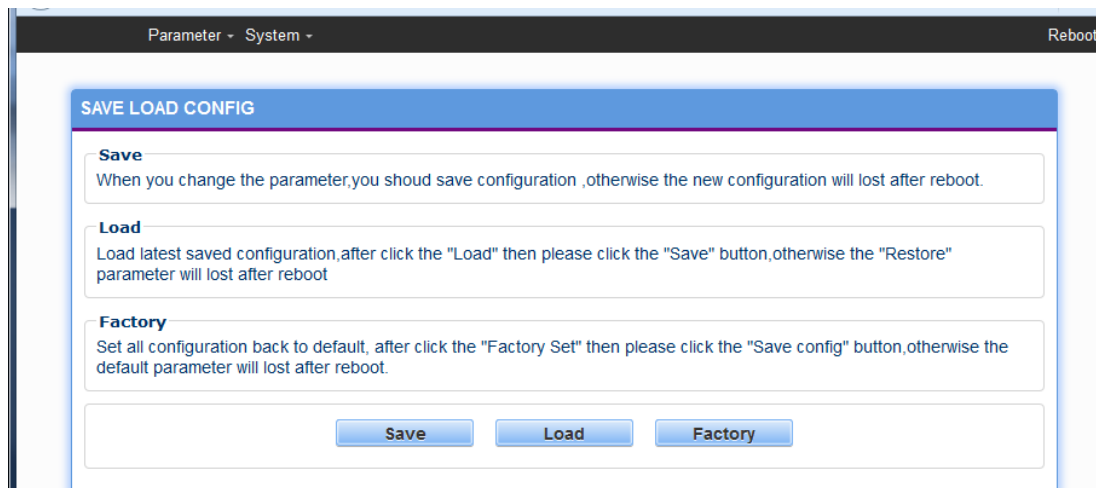 Parameter System Reboot
SAVE LOAD CONFIG
Save
When you change the parameter,you shoud save configuration ,otherwise the new configuration will lost after reboot.
Load
Load latest saved configuration,after click the "Load" then please click the "Save" button,otherwise the "Restore"
parameter will lost after reboot
Factory
Set all configuration back to default, after click the "Factory Set" then please click the "Save config" button,otherwise the
default parameter will lost after reboot.
Save Load Factory